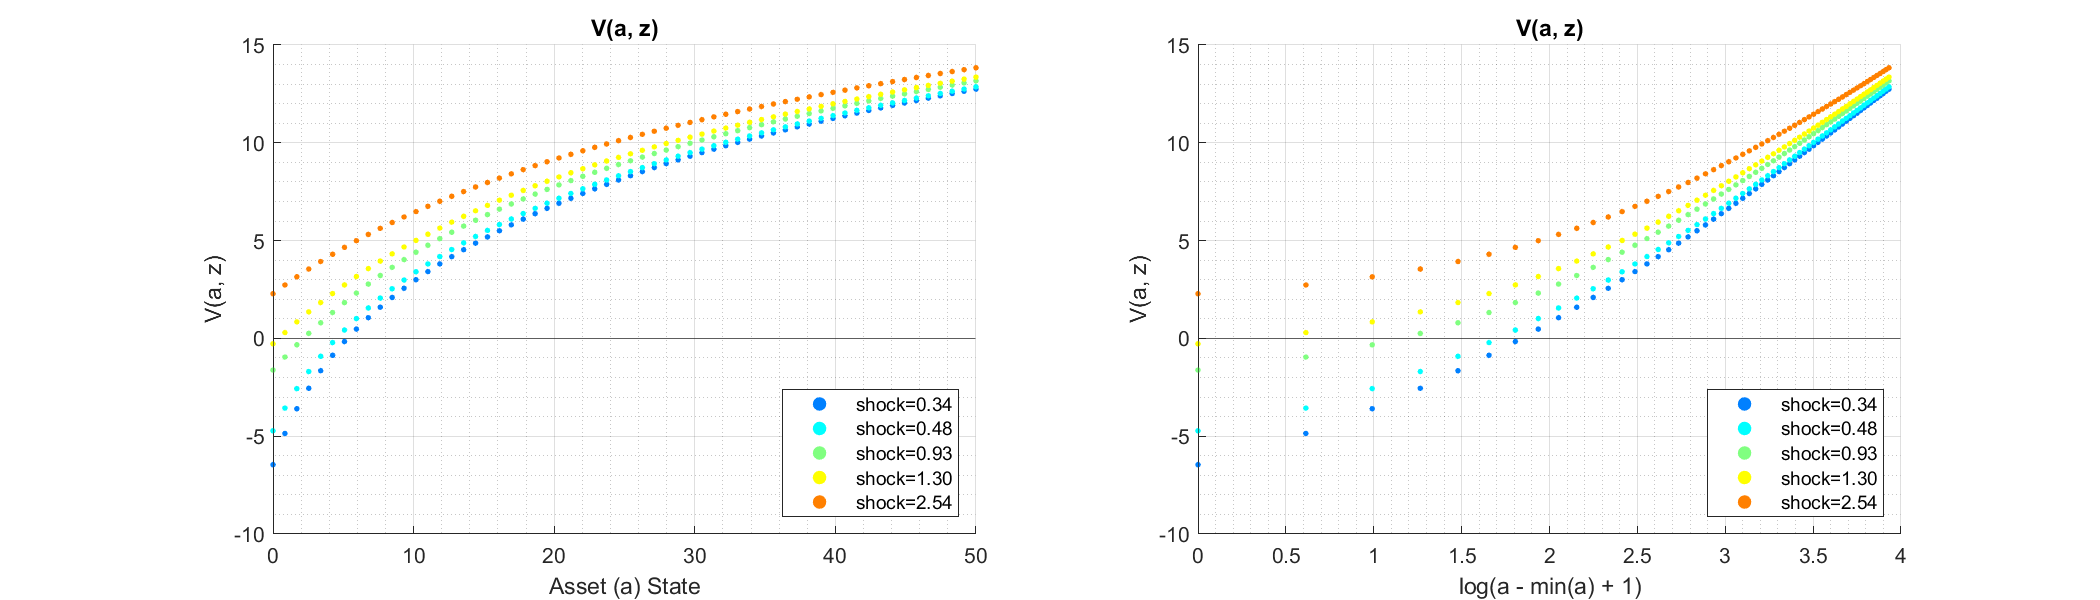 V(a, z)
V(a, z)
15
10
5
0
-5
-10
0
10
20
30
40
50
Asset (a) State
shock=0.34
shock=0.48
shock=0.93
shock=1.30
shock=2.54
V(a, z)
V(a, z)
15
10
5
0
-5
-10
0
0.5
1
1.5
2
2.5
3
3.5
4
log(a - min(a) + 1)
shock=0.34
shock=0.48
shock=0.93
shock=1.30
shock=2.54